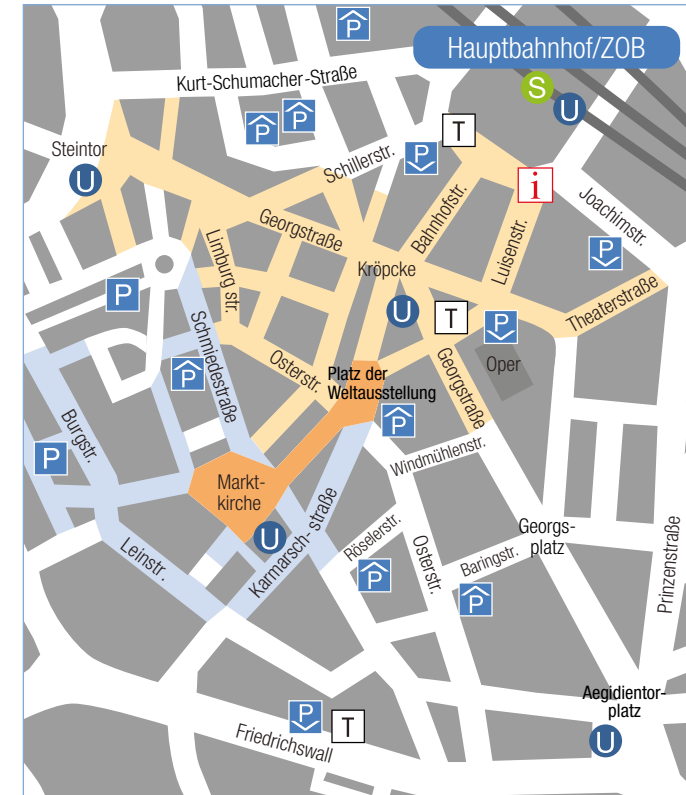 P
Hauptbahnhof/ZOB
S
U
Kurt-Schumacher-Straße
P
P
T
Steintor
U
Schillerstr.
P
i
Joachimstr.
Georgstraße
Bahnhofstr.
Luisenstr.
Limburg str.
Kröpcke
P
P
U
T
P
Theaterstraße
Schmiedestraße
Osterstr.
Platz der
Weltausstellung
Georgstraße
Oper
P
P
Burgstr.
P
Windmühlenstr.
Markt-
kirche
Karmarsch-straße
U
Leinstr.
Röselerstr.
P
Osterstr.
Georgs-
platz
Baringstr.
P
Prinzenstraße
Aegidientor-
platz
U
P
T
Friedrichswall